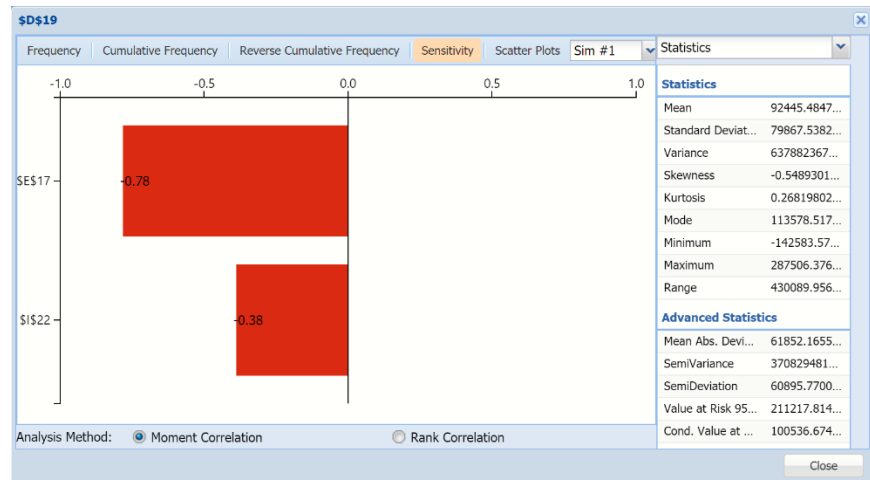 $D$19
Frequency Cumulative Frequency Reverse Cumulative Frequency Sensitivity Scatter Plots Sim #1 Statistics
-1.0 -0.5 0.0 0.5 1.0
$E$17
-0.78
$I$22
-0.38
Analysis Method: Moment Correlation Rank Correlation
Statistics
Mean 92445.4847...
Standard Deviat... 79867.5382...
Variance 637882367...
Skewness -0.5489301...
Kurtosis 0.26819802...
Mode 113578.517...
Minimum -142583.57...
Maximum 287506.376...
Range 430089.956...
Advanced Statistics
Mean Abs. Devi... 61852.1655...
SemiVariance 370829481...
SemiDeviation 60895.7700...
Value at Risk 95... 211217.814...
Cond. Value at ... 100536.674...
Close